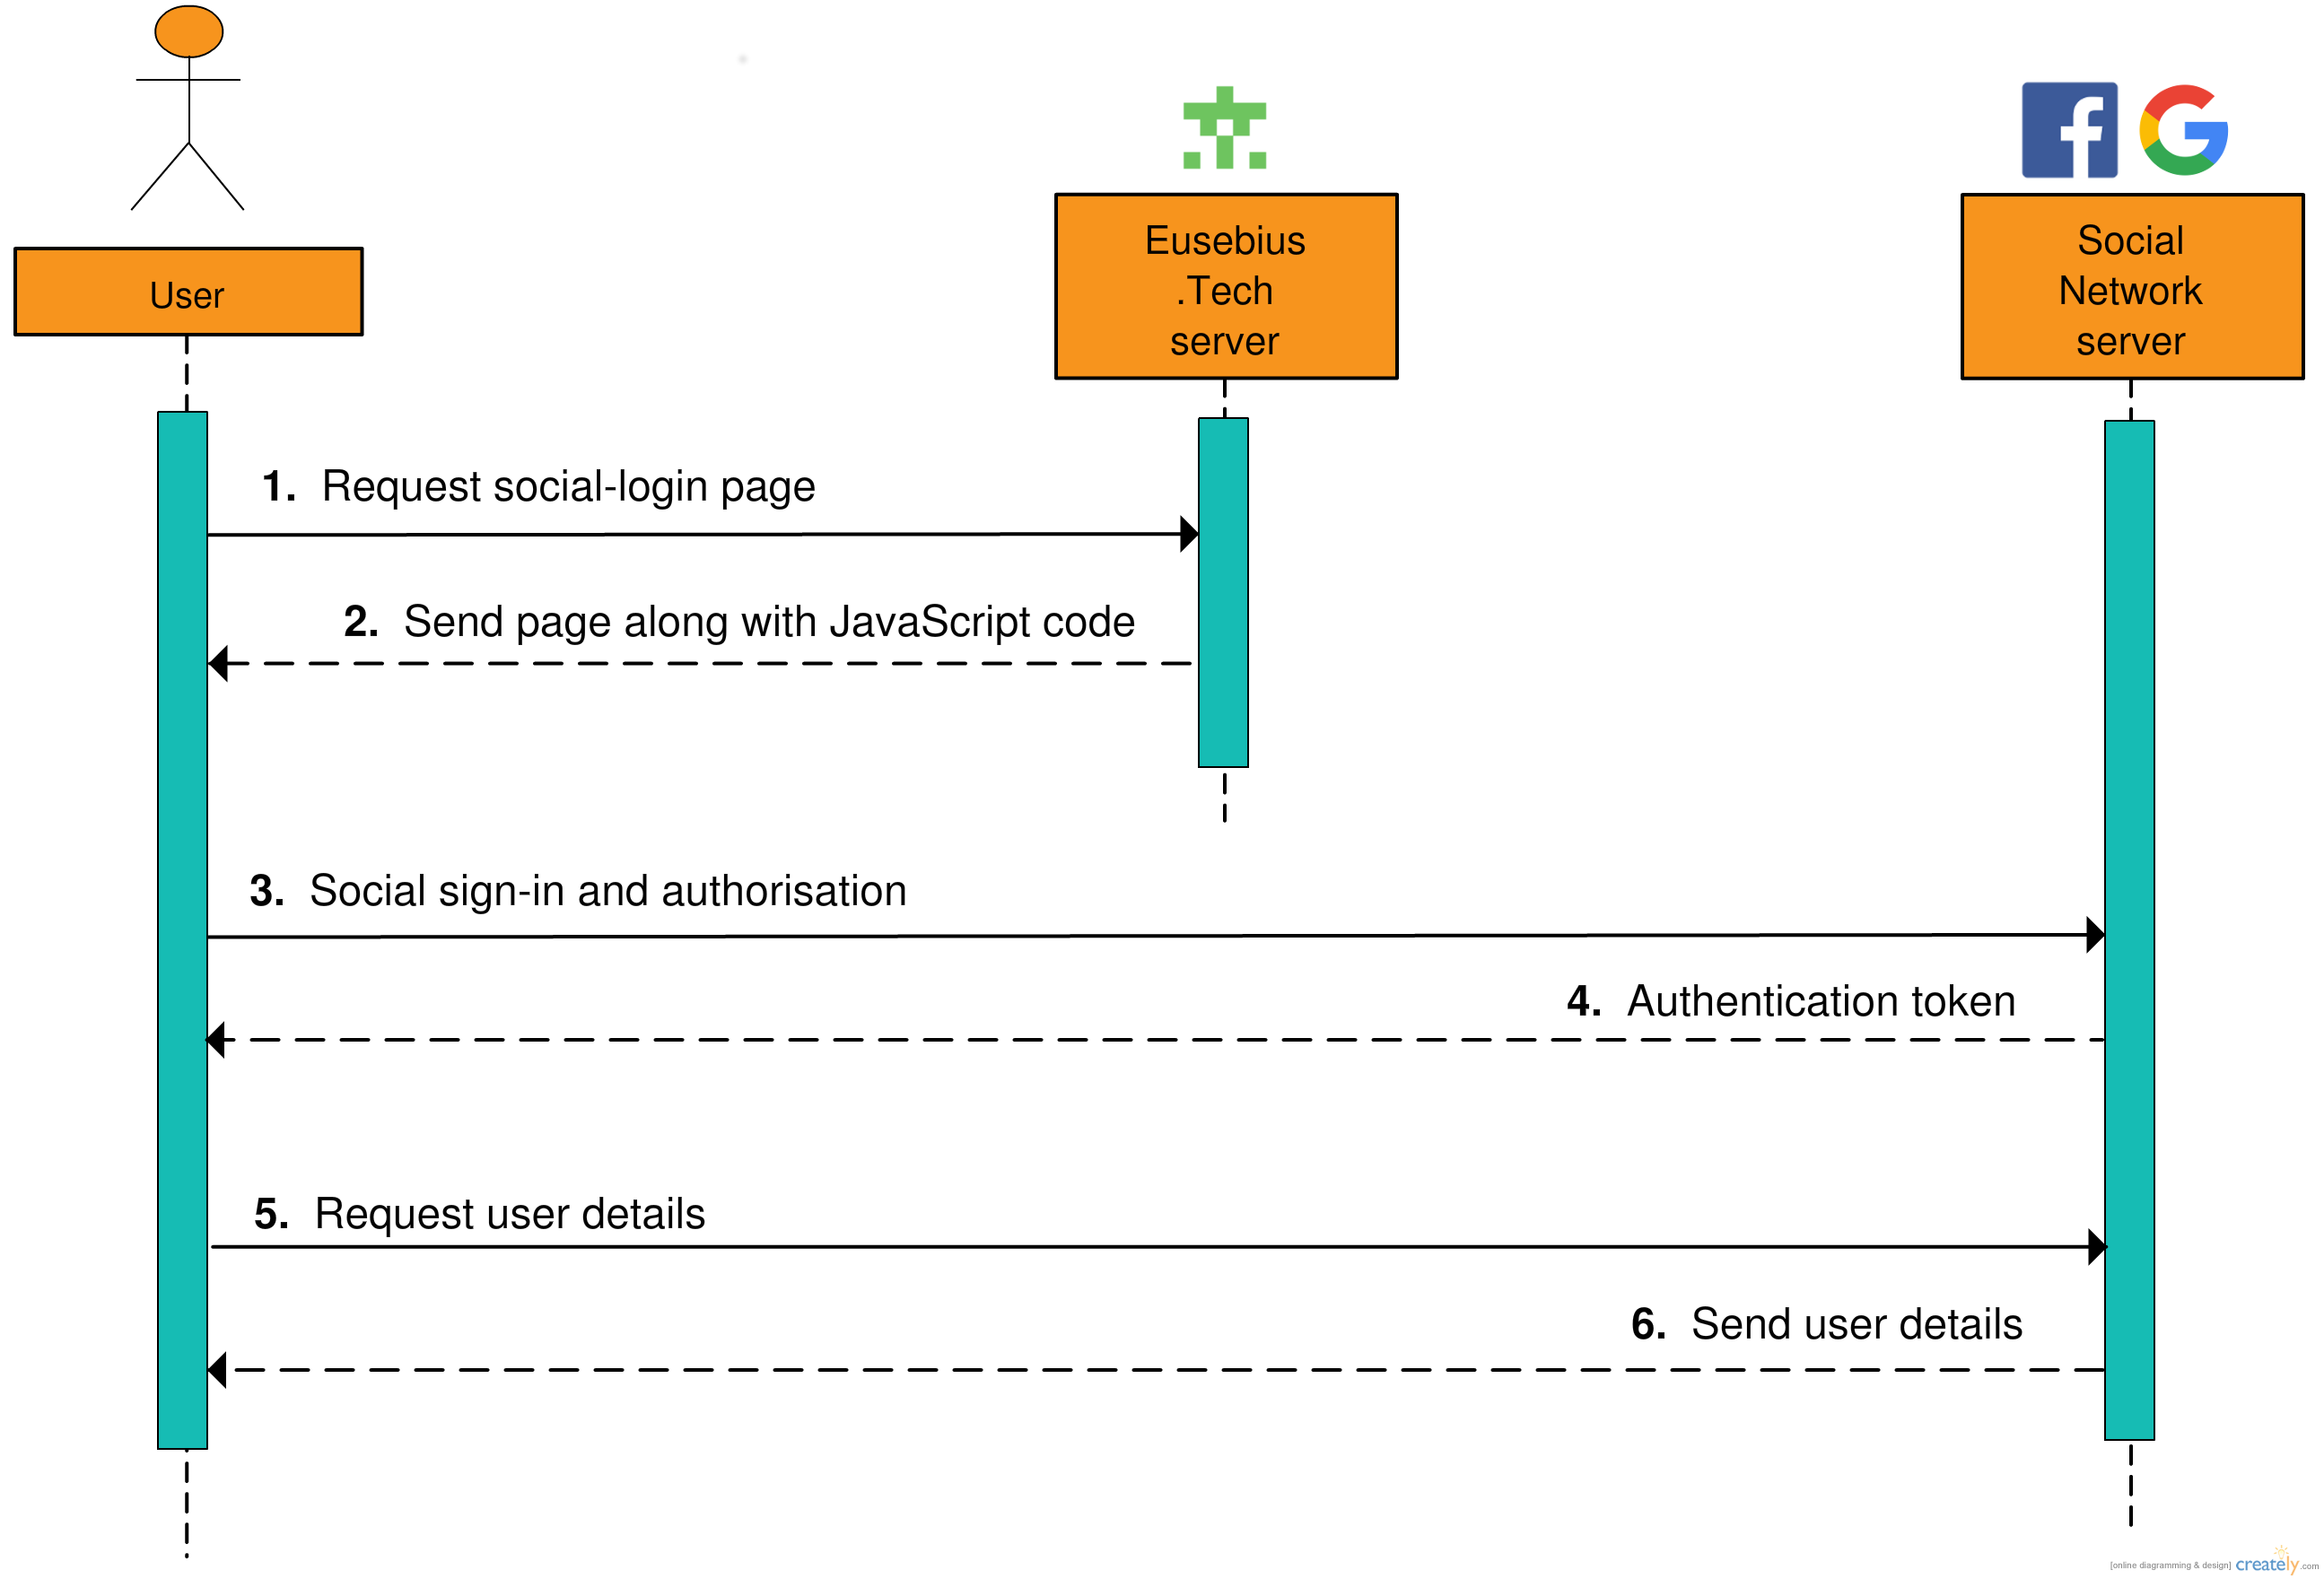 User
Eusebius
.Tech
server
Social
Network
server
1. Request social-login page
2. Send page along with JavaScript code
3. Social sign-in and authorisation
4. Authentication token
5. Request user details
6. Send user details
[online diagramming & design] creately.com